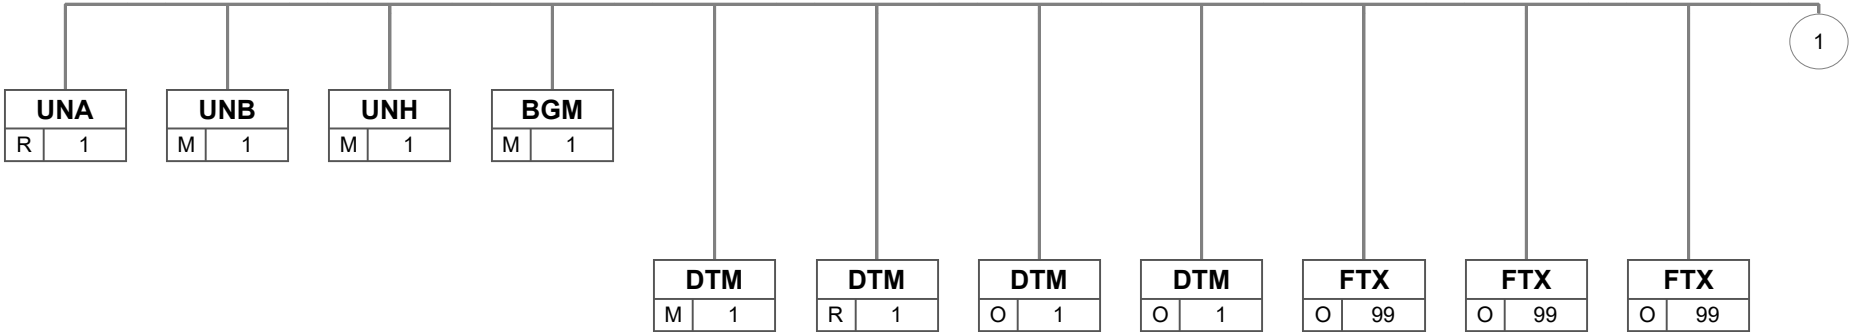 1
UNA UNB UNH BGM
R 1 M 1 M 1 M 1
DTM DTM DTM DTM FTX FTX FTX
M 1 R 1 O 1 O 1 O 99 O 99 O 99